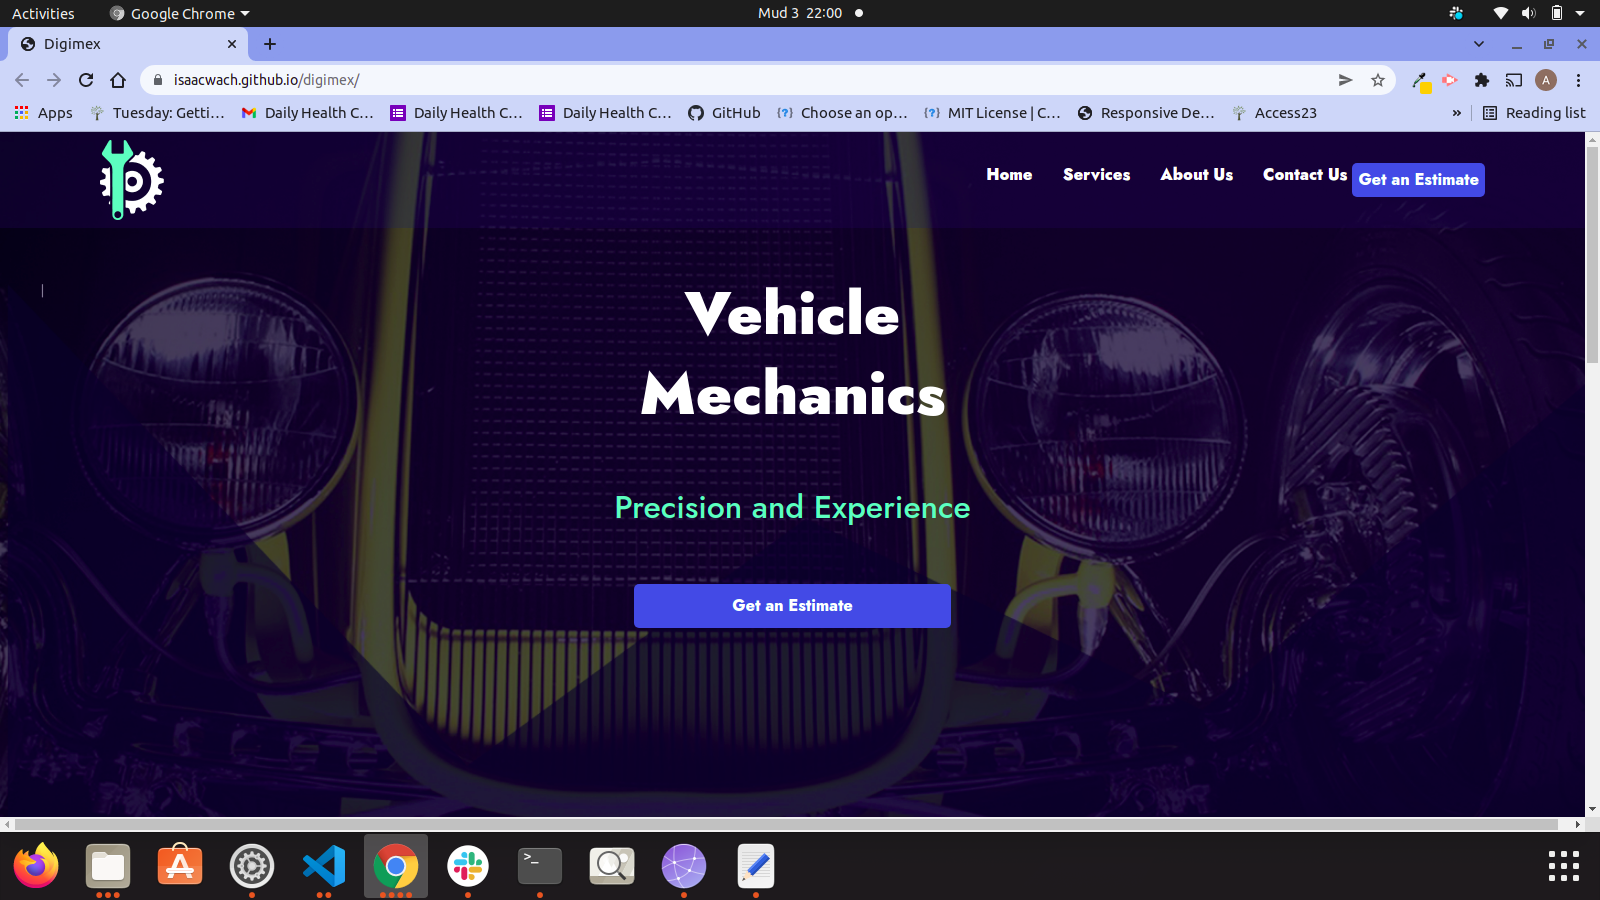 Activities Google Chrome Mud 3 22:00
Digimex
isaacwach.github.io/digimex/ A
Apps Tuesday: Getti... Daily Health C... Daily Health C... Daily Health C... GitHub Choose an op... MIT License | C... Responsive De... Access23 » Reading list
Home Services About Us Contact Us Get an Estimate
Vehicle
Mechanics
Precision and Experience
Get an Estimate